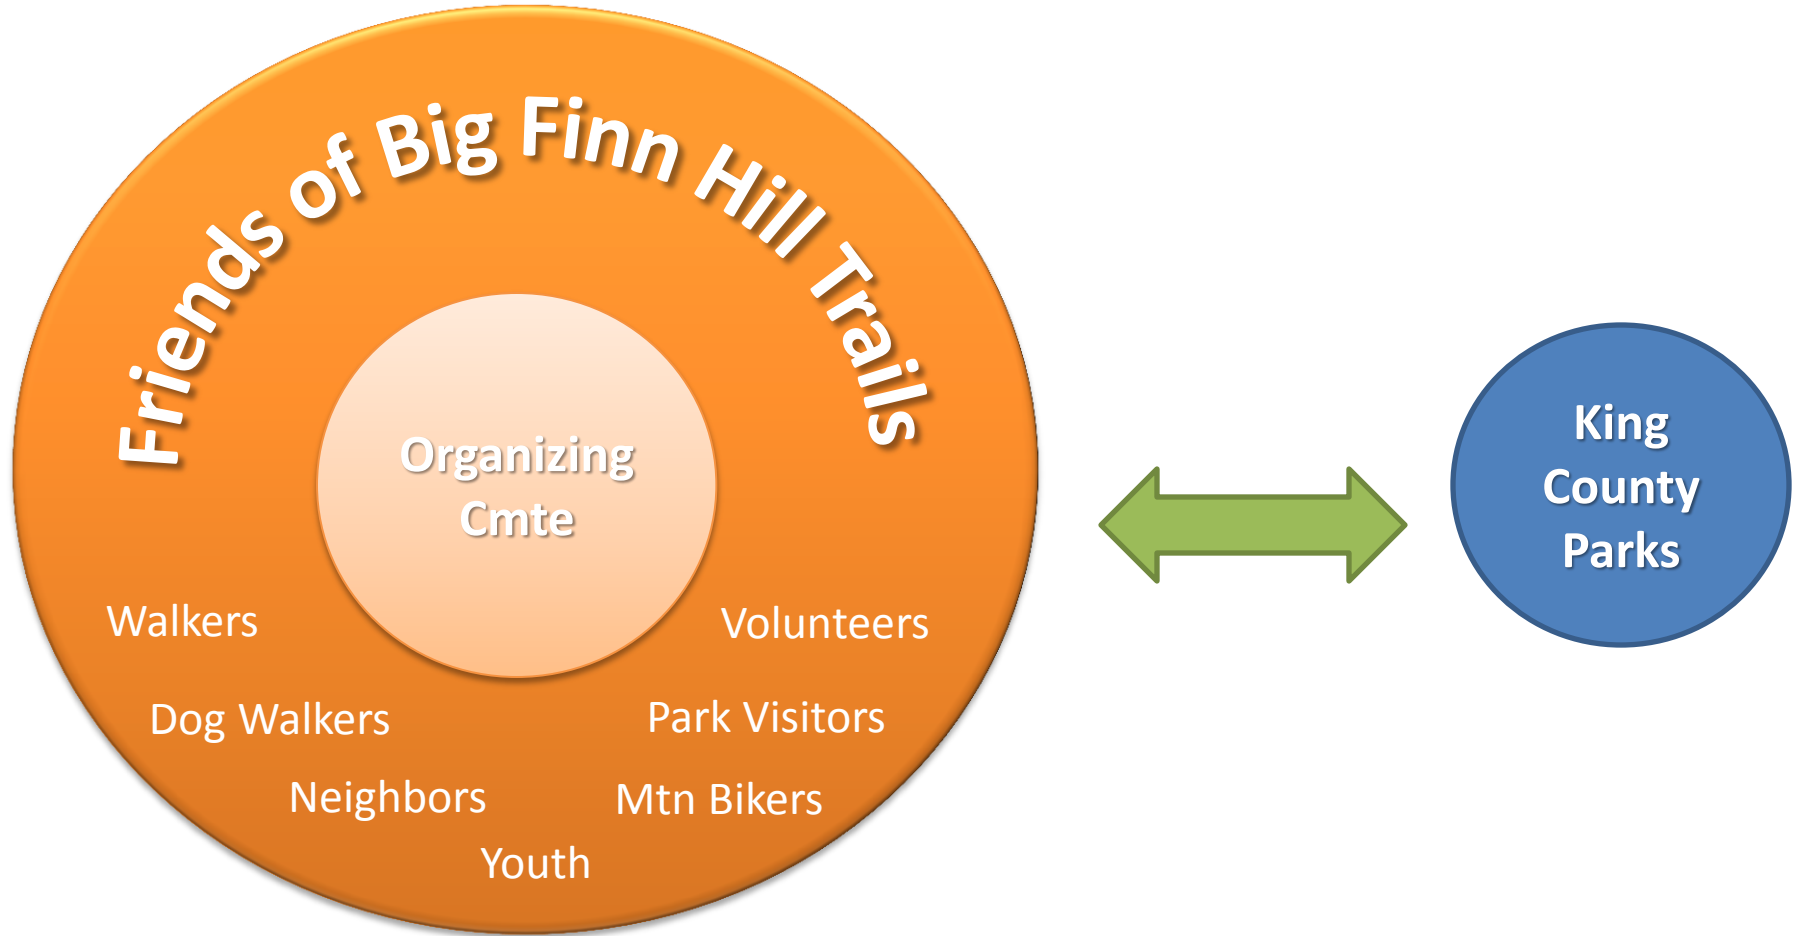 Friends of Big Finn Hill Trails
Organizing
Cmte
Walkers
Volunteers
Dog Walkers
Park Visitors
Neighbors
Mtn Bikers
Youth
King
County
Parks